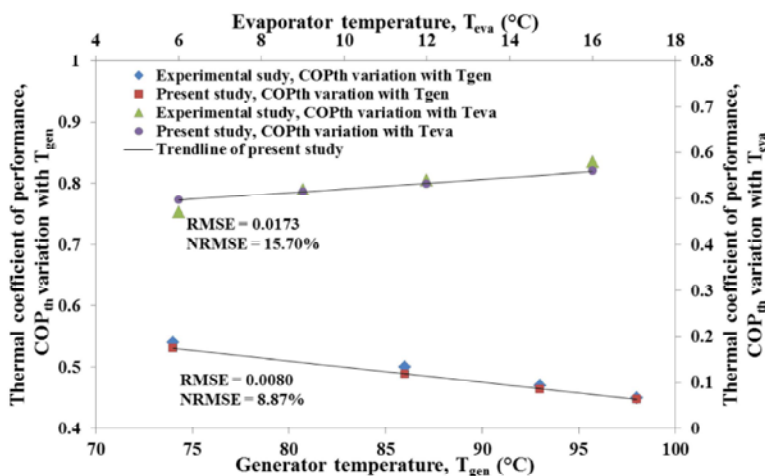 Evaporator temperature, Teva (°C)
4 6 8 10 12 14 16 18
Thermal coefficient of performance,
COPth variation with Tgen
1
0.9
0.8
0.7
0.6
0.5
0.4
Experimental study, COPth variation with Tgen
Present study, COPth variation with Tgen
Experimental study, COPth variation with Teva
Present study, COPth variation with Teva
Trendline of present study
RMSE = 0.0173
NRMSE = 15.70%
RMSE = 0.0080
NRMSE = 8.87%
0.8
0.7
0.6
0.5
0.4
0.3
0.2
0.1
0
Thermal coefficient of performance,
COPth variation with Teva
70 75 80 85 90 95 100
Generator temperature, Tgen (°C)